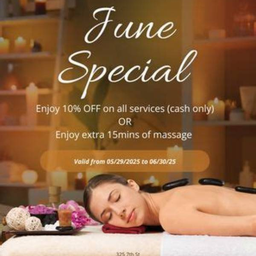 June
Special
Enjoy 10% OFF on all services (cash only)
OR
Enjoy extra 15mins of massage
Valid from 05/29/2025 to 06/30/25